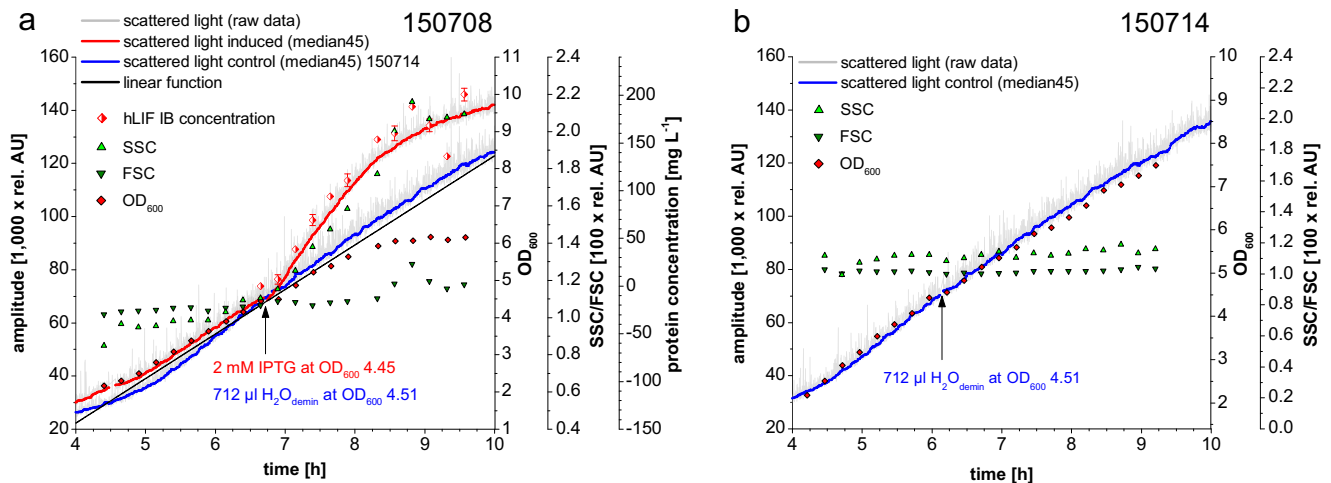 a
150708
scattered light (raw data)
scattered light induced (median45)
scattered light control (median45) 150714
linear function
hLIF IB concentration
SSC
FSC
OD600
2 mM IPTG at OD600 4.45
712 µl H2Odemin at OD600 4.51
amplitude [1,000 x rel. AU]
160
140
120
100
80
60
40
20
4 5 6 7 8 9 10
time [h]
11
10
9
8
7
6
5
4
3
2
1
OD600
2.4
2.2
2.0
1.8
1.6
1.4
1.2
1.0
0.8
0.6
0.4
SSC/FSC [100 x rel. AU]
200
150
100
50
0
-50
-100
-150
protein concentration [mg L-1]
b
150714
scattered light (raw data)
scattered light control (median45)
SSC
FSC
OD600
712 µl H2Odemin at OD600 4.51
amplitude [1,000 x rel. AU]
160
140
120
100
80
60
40
20
4 5 6 7 8 9 10
time [h]
10
9
8
7
6
5
4
3
2
OD600
2.4
2.2
2.0
1.8
1.6
1.4
1.2
1.0
0.8
0.6
0.4
0.2
0.0
SSC/FSC [100 x rel. AU]